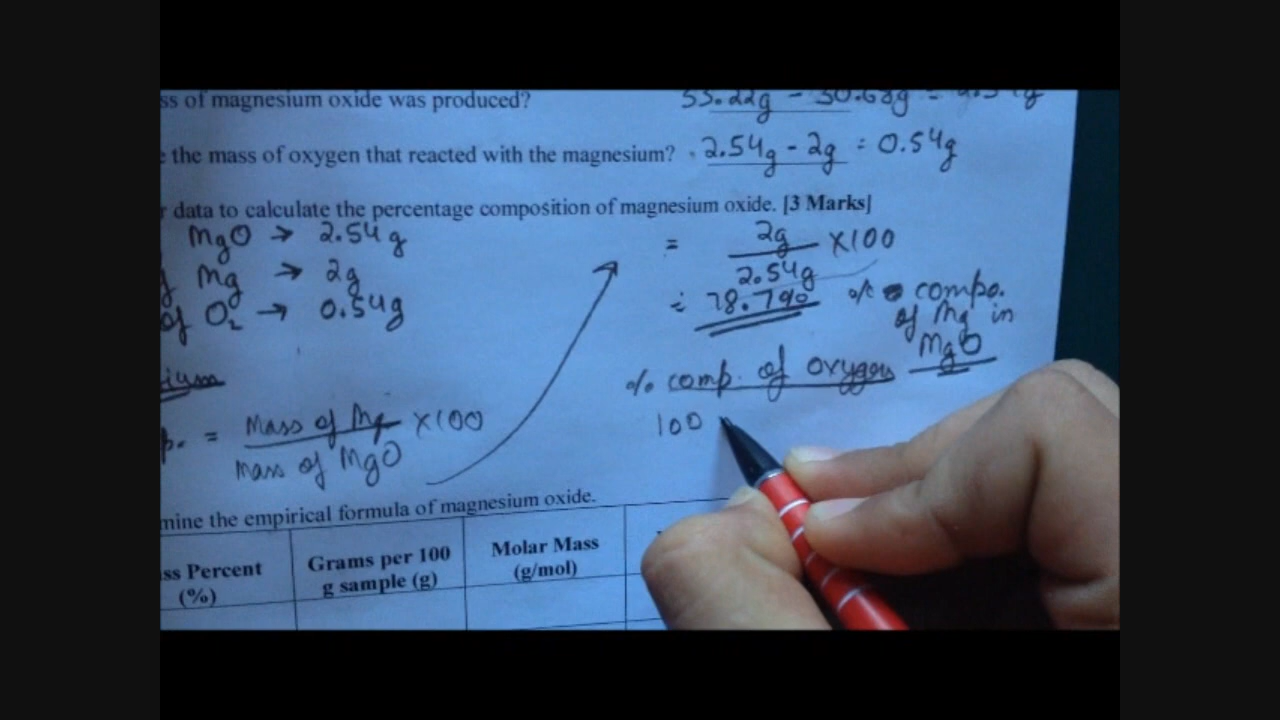 ss of magnesium oxide was produced? 55.22g - 50.68g =
e the mass of oxygen that reacted with the magnesium? 2.54g - 2g = 0.54g
r data to calculate the percentage composition of magnesium oxide. [3 Marks]
MgO → 2.54g
Mg → 2g
of O2 → 0.54g
ium
p. = Mass of Mg X100
Mass of MgO
= 2g X100
2.54g
= 78.7% % compo.
of Mg in
MgO
% comp. of oxygen
100
mine the empirical formula of magnesium oxide.
ss Percent
(%)
Grams per 100
g sample (g)
Molar Mass
(g/mol)